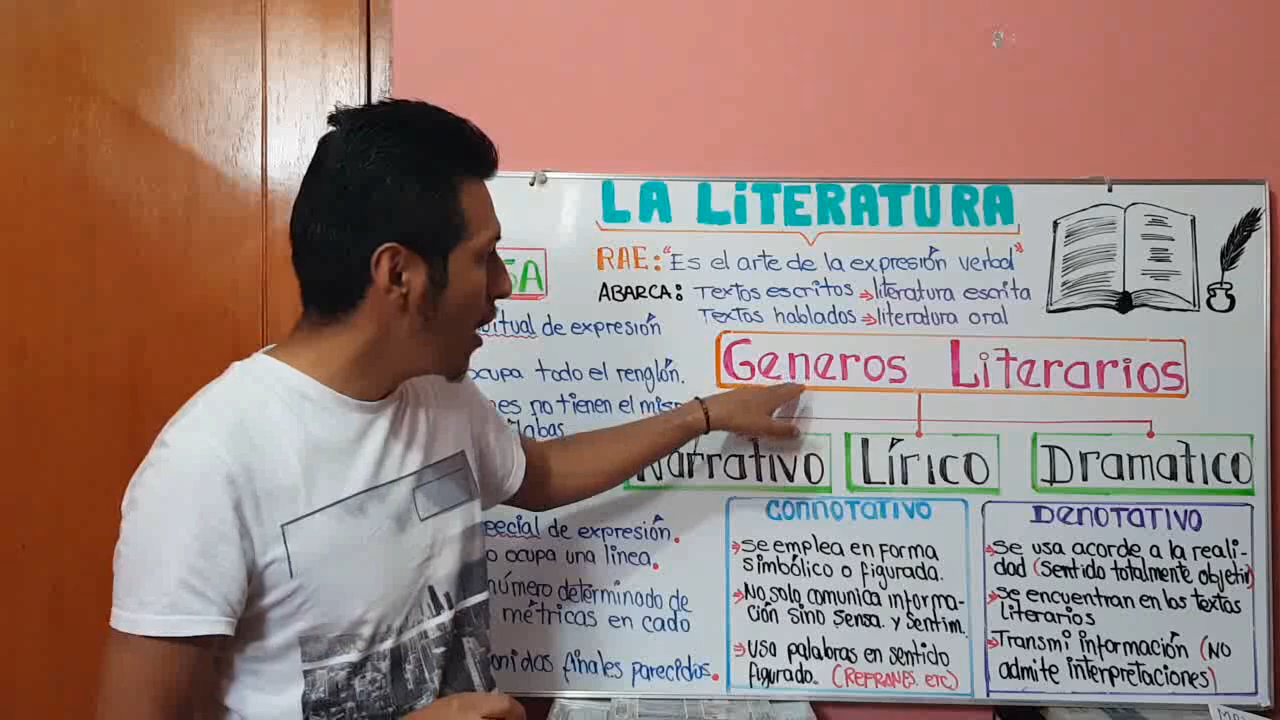 LA LITERATURA
RAE: "Es el arte de la expresión verbal"
ABARCA: Textos escritos → literatura escrita
Textos hablados → literatura oral
SA
de expresión
ocupa todo el renglón.
no tienen el mis
Generos Literarios
Narrativo Lírico Dramatico
de expresión.
ocupa una linea.
número determinado de
métricas en cada
finales parecidos.
CONNOTATIVO
→ se emplea en forma
simbólico o figurada.
→ No solo comunica informa-
ción sino sensa. y sentim.
→ usa palabras en sentido
figurado. (REFRANES. ETC)
DENOTATIVO
→ se usa acorde a la reali-
dad (sentido totalmente objeti
→ se encuentran en los textos
literarios
→ Transmi información (NO
admite interpretaciones)